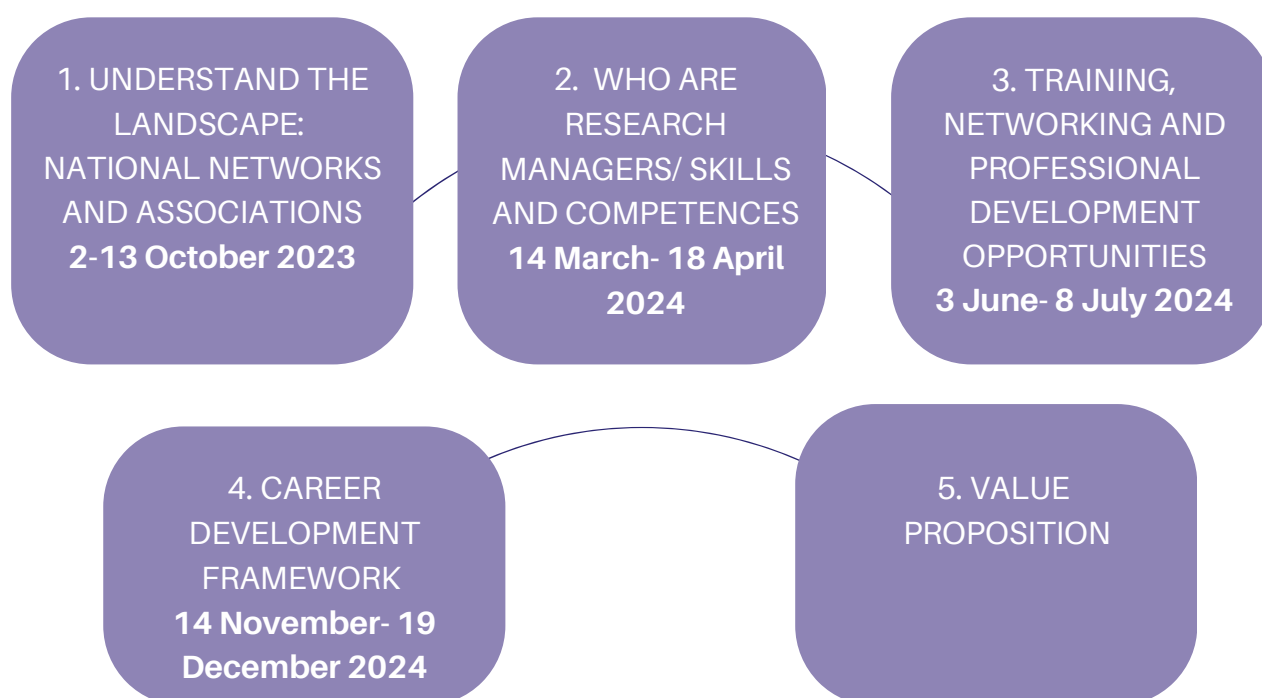 1. UNDERSTAND THE
LANDSCAPE:
NATIONAL NETWORKS
AND ASSOCIATIONS
2-13 October 2023
2.  WHO ARE
RESEARCH
MANAGERS/ SKILLS
AND COMPETENCES
14 March- 18 April
2024
3. TRAINING,
NETWORKING AND
PROFESSIONAL
DEVELOPMENT
OPPORTUNITIES
3 June- 8 July 2024
4. CAREER
DEVELOPMENT
FRAMEWORK
14 November- 19
December 2024
5. VALUE
PROPOSITION